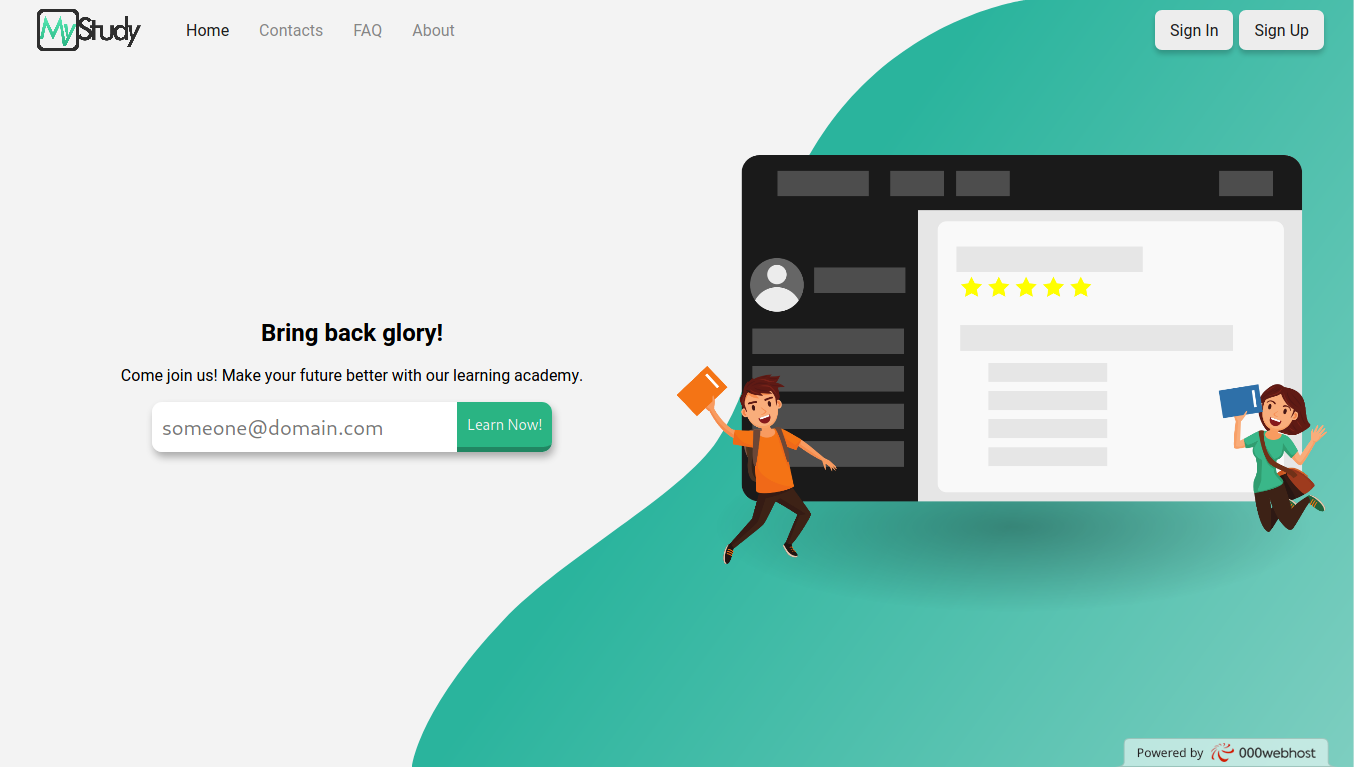 MyStudy
Home Contacts FAQ About
Sign In Sign Up
Bring back glory!
Come join us! Make your future better with our learning academy.
someone@domain.com Learn Now!
Powered by 000webhost